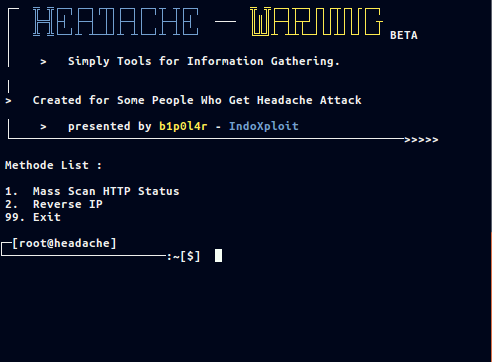 HEADACHE — BETA
> Simply Tools for Information Gathering.
> Created for Some People Who Get Headache Attack
> presented by b1p0l4r - IndoXploit
>>>>>
Methode List :
1. Mass Scan HTTP Status
2. Reverse IP
99. Exit
[root@headache]
:~[$]